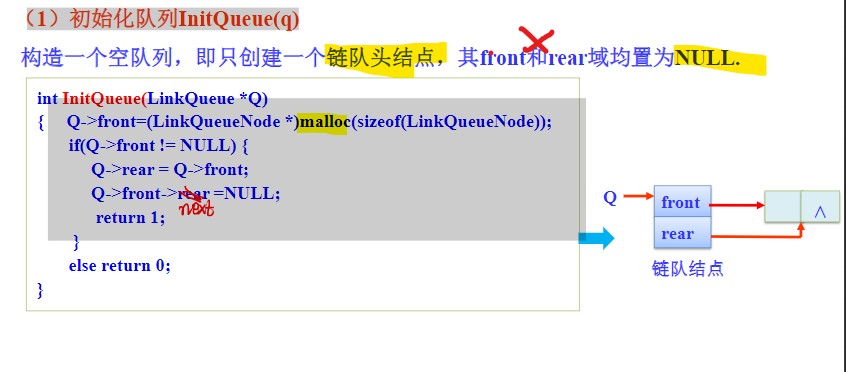 （1）初始化队列InitQueue(q)
构造一个空队列，即只创建一个链队头结点，其front和rear域均置为NULL.
int InitQueue(LinkQueue *Q)
{ Q->front=(LinkQueueNode *)malloc(sizeof(LinkQueueNode));
if(Q->front != NULL) {
Q->rear = Q->front;
Q->front->rear =NULL;
next
return 1;
}
else return 0;
}
Q
front
∧
rear
链队结点